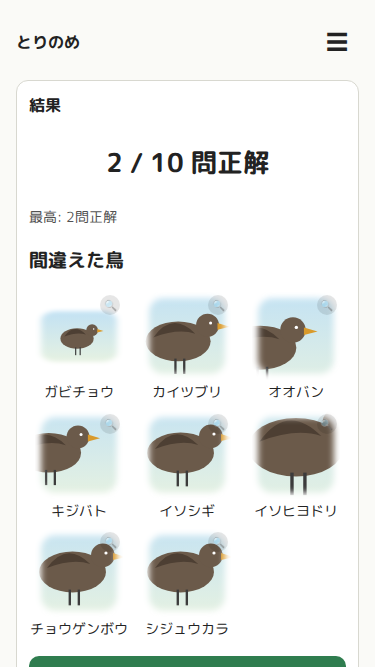 とりのめ
結果
2 / 10 問正解
最高: 2問正解
間違えた鳥
ガビチョウ カイツブリ オオバン
キジバト イソシギ イソヒヨドリ
チョウゲンボウ シジュウカラ